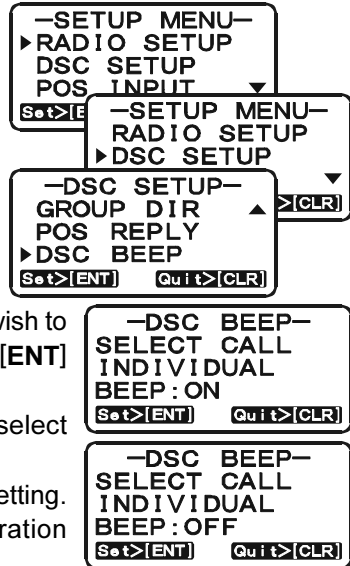 —SETUP MENU—
▶RADIO SETUP
DSC SETUP
POS INPUT ▼
Set>[E
—SETUP MENU—
RADIO SETUP
▶DSC SETUP
▼
>[CLR]
—DSC SETUP—
GROUP DIR ▲
POS REPLY
▶DSC BEEP
Set>[ENT] Quit>[CLR]
vish to
[ENT]
—DSC BEEP—
SELECT CALL
INDIVIDUAL
BEEP:ON
Set>[ENT] Quit>[CLR]
select
etting.
ration
—DSC BEEP—
SELECT CALL
INDIVIDUAL
BEEP:OFF
Set>[ENT] Quit>[CLR]